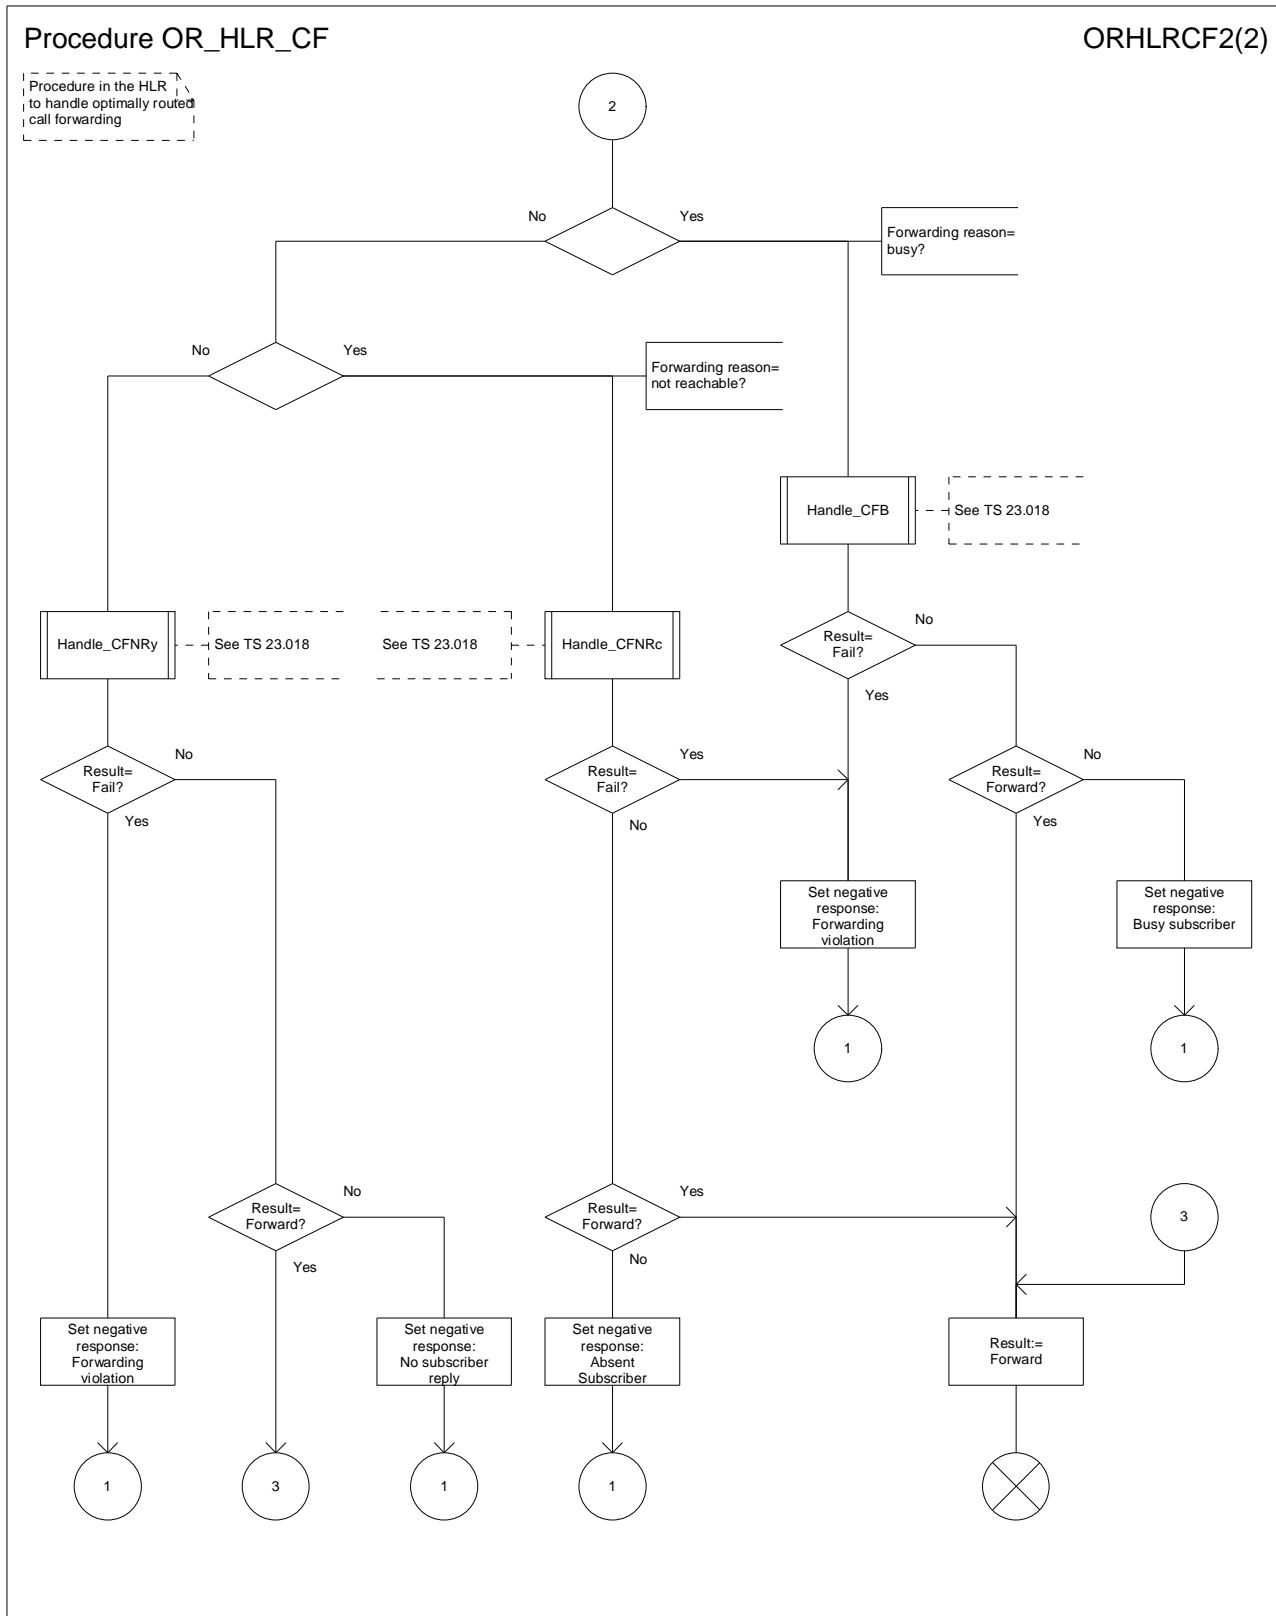 Procedure OR_HLR_CF
ORHLRCF2(2)
Procedure in the HLR
to handle optimally routed
call forwarding
2
No
Yes
Forwarding reason=
busy?
No
Yes
Forwarding reason=
not reachable?
Handle_CFB
See TS 23.018
Handle_CFNRy
See TS 23.018
See TS 23.018
Handle_CFNRc
Result=
Fail?
No
Yes
Result=
Fail?
No
Yes
Result=
Fail?
Yes
No
Result=
Forward?
No
Yes
Set negative
response:
Forwarding
violation
Set negative
response:
Busy subscriber
1
1
Result=
Forward?
No
Yes
Result=
Forward?
Yes
No
3
Set negative
response:
Forwarding
violation
Set negative
response:
No subscriber
reply
Set negative
response:
Absent
Subscriber
Result:=
Forward
1
3
1
1